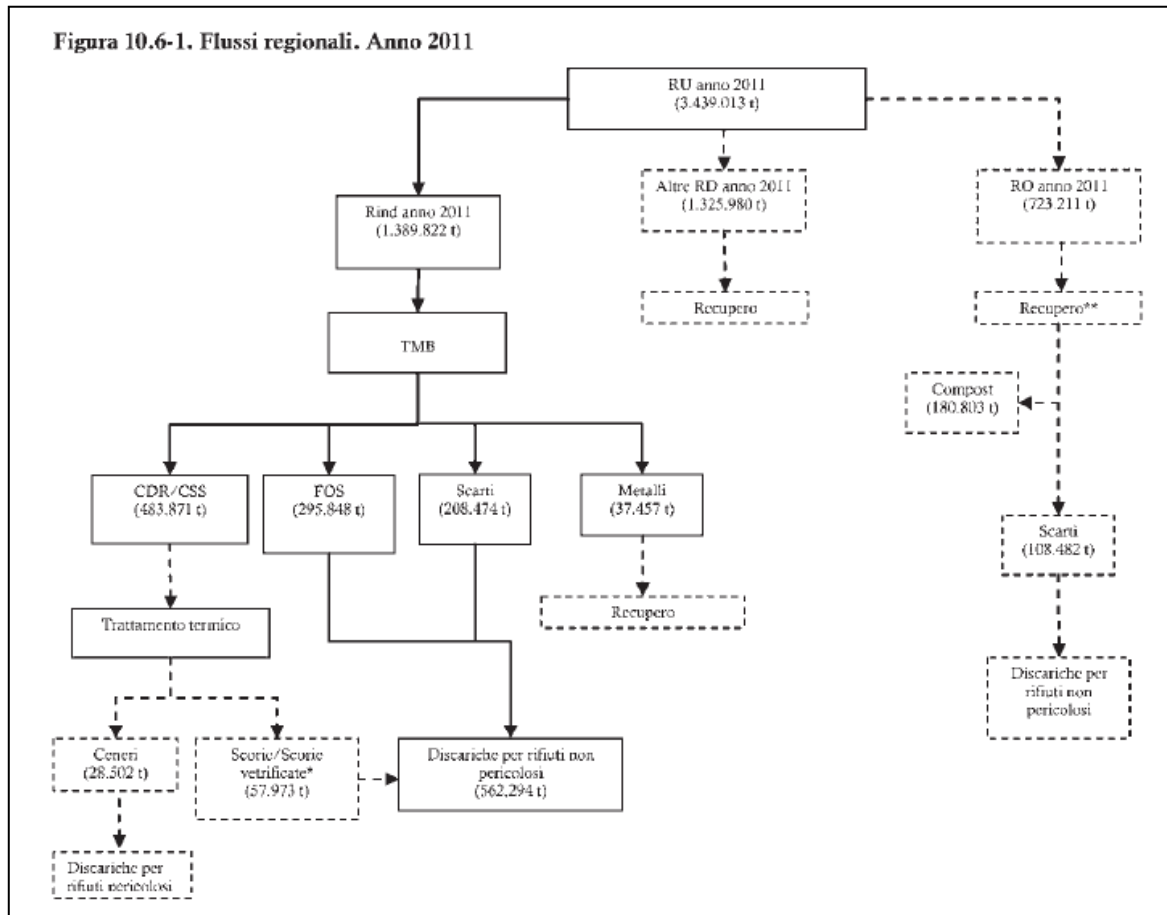 Figura 10.6-1. Flussi regionali. Anno 2011
RU anno 2011
(3.439.013 t)
Rind anno 2011
(1.389.822 t)
Altre RD anno 2011
(1.325.980 t)
RO anno 2011
(723.211 t)
Recupero
Recupero**
TMB
Compost
(180.803 t)
CDR/CSS
(483.871 t)
FOS
(295.848 t)
Scarti
(208.474 t)
Metalli
(37.457 t)
Scarti
(108.482 t)
Trattamento termico
Recupero
Discariche per
rifiuti non
pericolosi
Ceneri
(28.502 t)
Scorie/Scorie
vetrificate*
(57.973 t)
Discariche per rifiuti non
pericolosi
(562.294 t)
Discariche per
rifiuti pericolosi